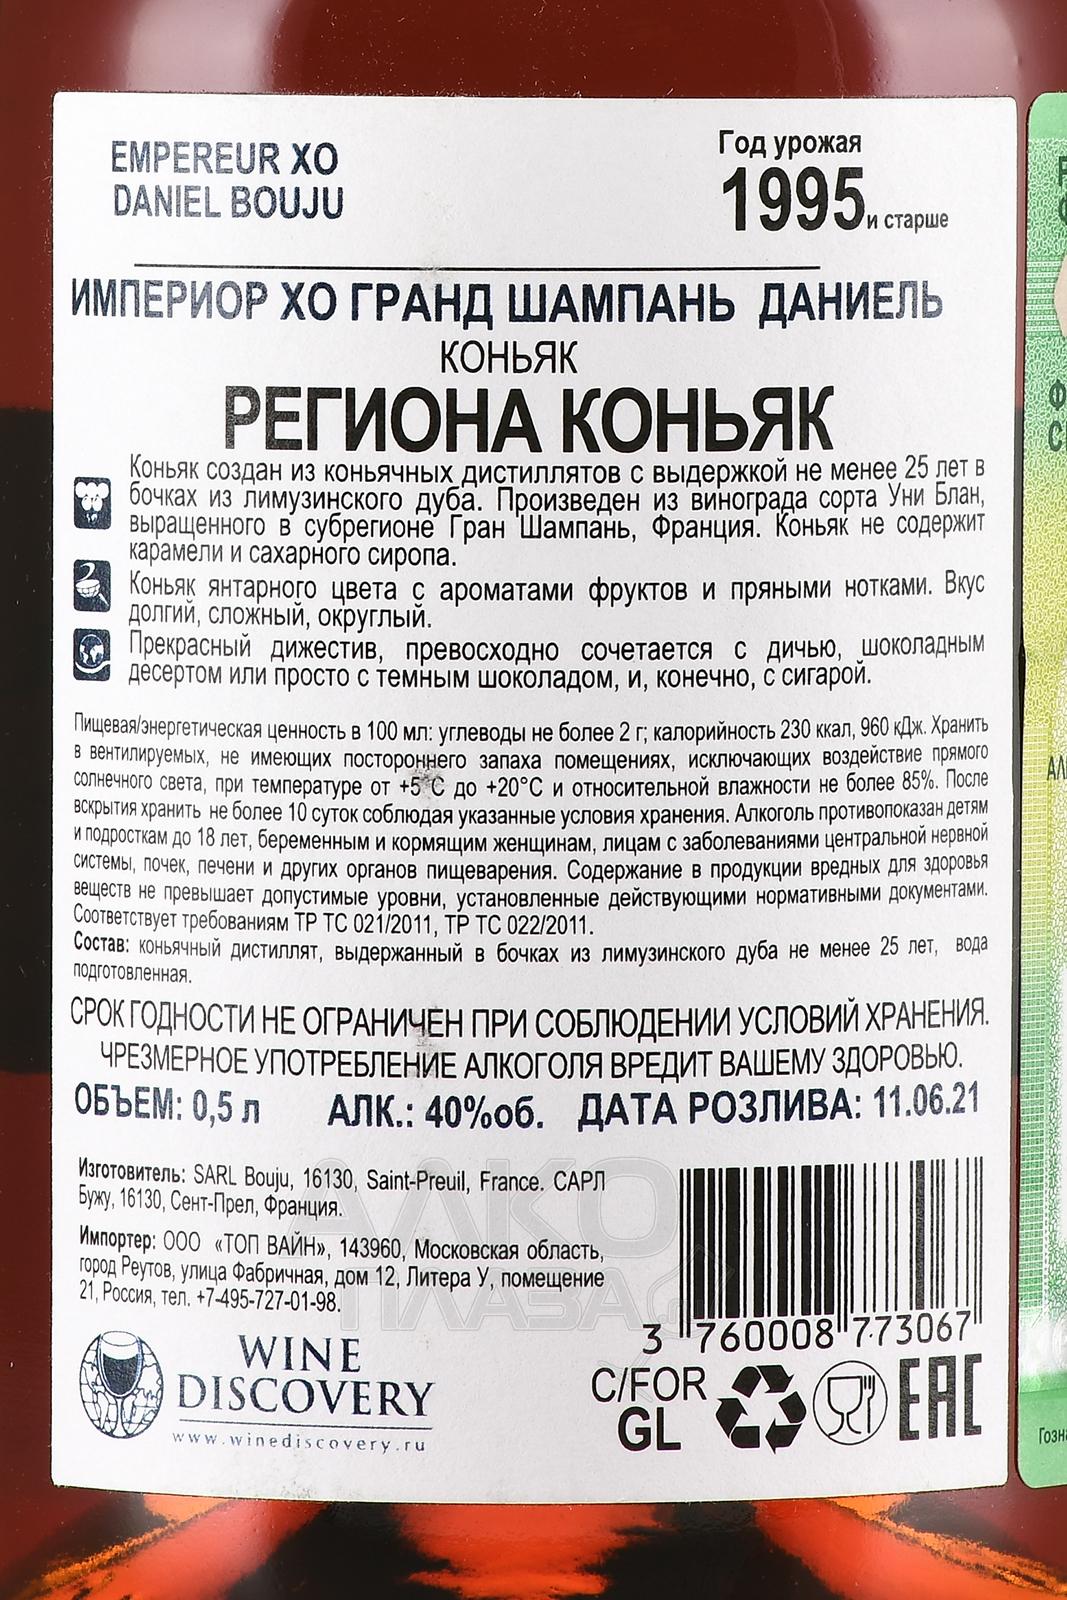 EMPEREUR XO
DANIEL BOUJU
Год урожая
1995 и старше
ИМПЕРИОР ХО ГРАНД ШАМПАНЬ ДАНИЕЛЬ
КОНЬЯК
РЕГИОНА КОНЬЯК
Коньяк создан из коньячных дистиллятов с выдержкой не менее 25 лет в
бочках из лимузинского дуба. Произведен из винограда сорта Уни Блан,
выращенного в субрегионе Гран Шампань, Франция. Коньяк не содержит
карамели и сахарного сиропа.
Коньяк янтарного цвета с ароматами фруктов и пряными нотками. Вкус
долгий, сложный, округлый.
Прекрасный дижестив, превосходно сочетается с дичью, шоколадным
десертом или просто с темным шоколадом, и, конечно, с сигарой.
Пищевая/энергетическая ценность в 100 мл: углеводы не более 2 г; калорийность 230 ккал, 960 кДж. Хранить
в вентилируемых, не имеющих постороннего запаха помещениях, исключающих воздействие прямого
солнечного света, при температуре от +5°С до +20°С и относительной влажности не более 85%. После
вскрытия хранить не более 10 суток соблюдая указанные условия хранения. Алкоголь противопоказан детям
и подросткам до 18 лет, беременным и кормящим женщинам, лицам с заболеваниями центральной нервной
системы, почек, печени и других органов пищеварения. Содержание в продукции вредных для здоровья
веществ не превышает допустимые уровни, установленные действующими нормативными документами.
Соответствует требованиям ТР ТС 021/2011, ТР ТС 022/2011.
Состав: коньячный дистиллят, выдержанный в бочках из лимузинского дуба не менее 25 лет, вода
подготовленная.
СРОК ГОДНОСТИ НЕ ОГРАНИЧЕН ПРИ СОБЛЮДЕНИИ УСЛОВИЙ ХРАНЕНИЯ.
ЧРЕЗМЕРНОЕ УПОТРЕБЛЕНИЕ АЛКОГОЛЯ ВРЕДИТ ВАШЕМУ ЗДОРОВЬЮ.
ОБЪЕМ: 0,5 л АЛК.: 40%об. ДАТА РОЗЛИВА: 11.06.21
Изготовитель: SARL Bouju, 16130, Saint-Preuil, France. САРЛ
Бужу, 16130, Сент-Прел, Франция.
Импортер: ООО «ТОП ВАЙН», 143960, Московская область,
город Реутов, улица Фабричная, дом 12, Литера У, помещение
21, Россия, тел. +7-495-727-01-98.
АЛКО
ПЛАЗА
3 760008 773067
WINE
DISCOVERY
www.winediscovery.ru
C/FOR
GL
EAC